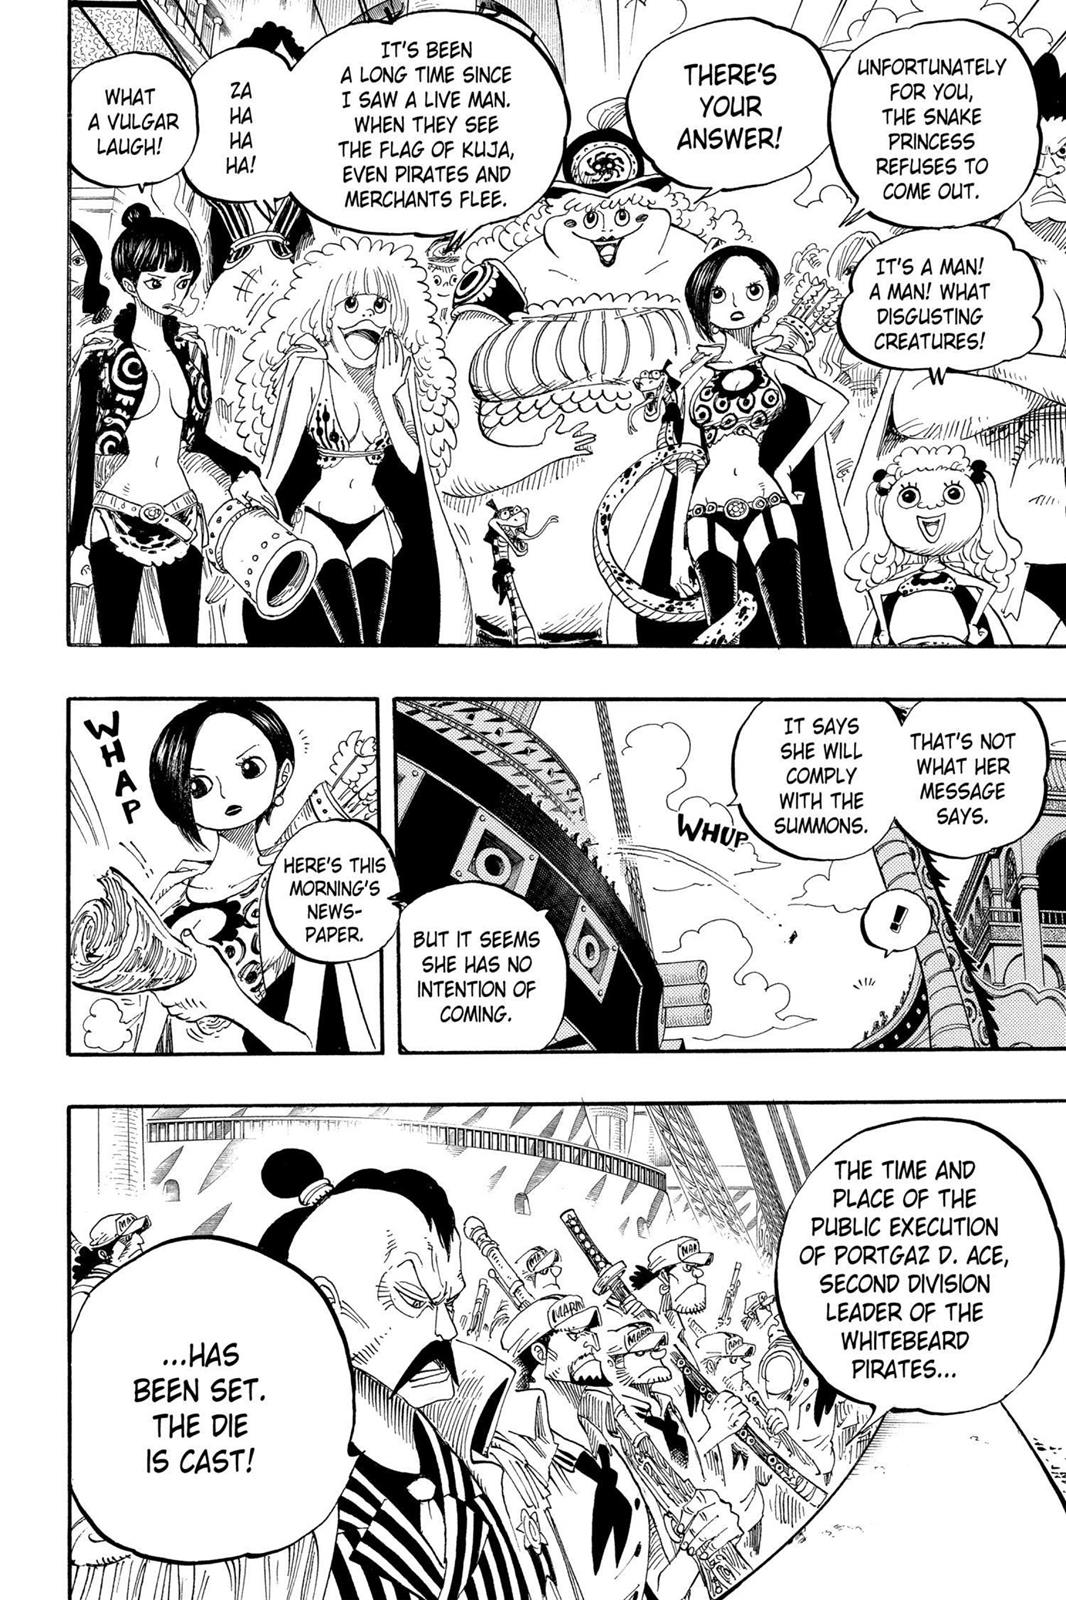 UNFORTUNATELY
FOR YOU,
THE SNAKE
PRINCESS
REFUSES TO
COME OUT.
THERE'S
YOUR
ANSWER!
IT'S A MAN!
A MAN! WHAT
DISGUSTING
CREATURES!
IT'S BEEN
A LONG TIME SINCE
I SAW A LIVE MAN.
WHEN THEY SEE
THE FLAG OF KUJA,
EVEN PIRATES AND
MERCHANTS FLEE.
ZA
HA
HA
HA!
WHAT
A VULGAR
LAUGH!
THAT'S NOT
WHAT HER
MESSAGE
SAYS.
IT SAYS
SHE WILL
COMPLY
WITH THE
SUMMONS.
!
WHUP
BUT IT SEEMS
SHE HAS NO
INTENTION OF
COMING.
WHAP
HERE'S THIS
MORNING'S
NEWS-
PAPER.
THE TIME AND
PLACE OF THE
PUBLIC EXECUTION
OF PORTGAZ D. ACE,
SECOND DIVISION
LEADER OF THE
WHITEBEARD
PIRATES...
MARI
MAR
MAR
MARIN
MARI
...HAS
BEEN SET.
THE DIE
IS CAST!